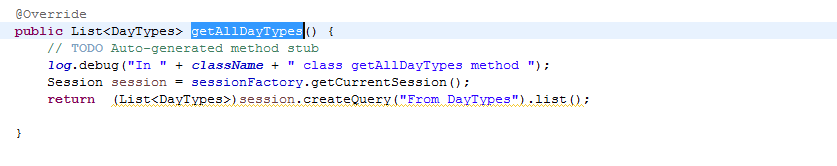 @Override
public List<DayTypes> getAllDayTypes() {
// TODO Auto-generated method stub
log.debug("In " + className + " class getAllDayTypes method ");
Session session = sessionFactory.getCurrentSession();
return  (List<DayTypes>)session.createQuery("From DayTypes").list();
}